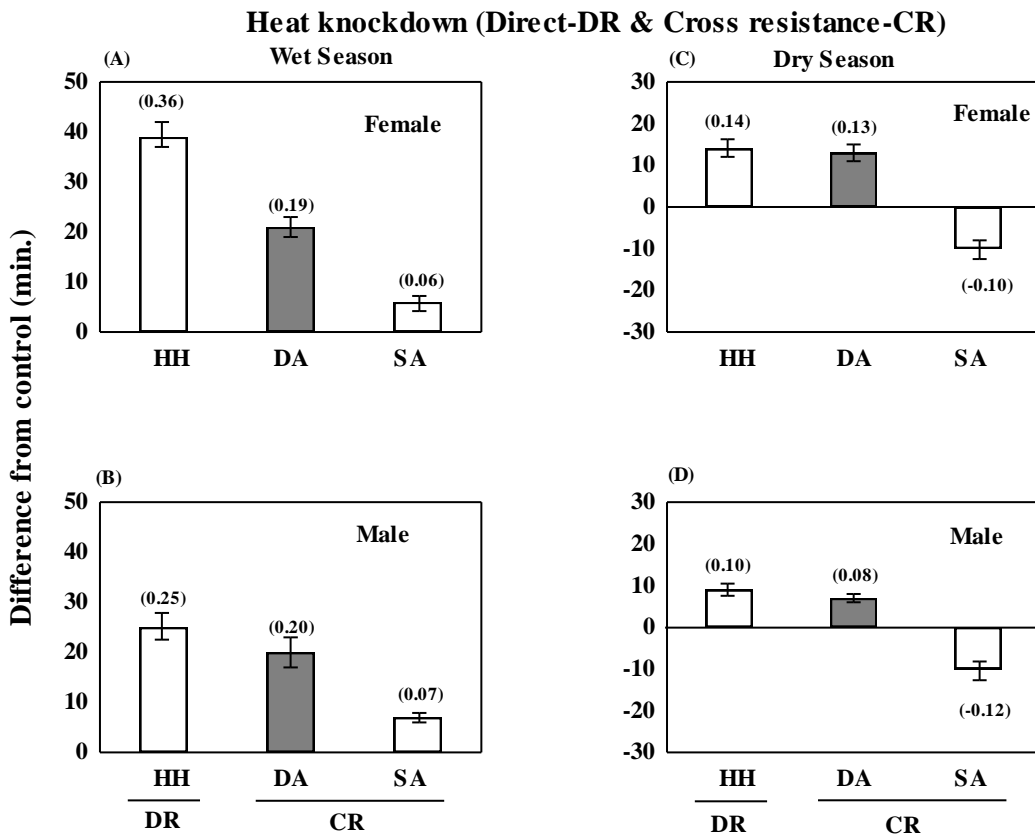 Heat knockdown (Direct-DR & Cross resistance-CR)
Difference from control (min.)
(A)
Wet Season
Female
50
40
30
20
10
0
(0.36)
(0.19)
(0.06)
HH DA SA
(C)
Dry Season
Female
30
20
10
0
-10
-20
-30
(0.14)
(0.13)
(-0.10)
HH DA SA
(B)
Male
50
40
30
20
10
0
(0.25)
(0.20)
(0.07)
HH DA SA
DR CR
(D)
Male
30
20
10
0
-10
-20
-30
(0.10)
(0.08)
(-0.12)
HH DA SA
DR CR